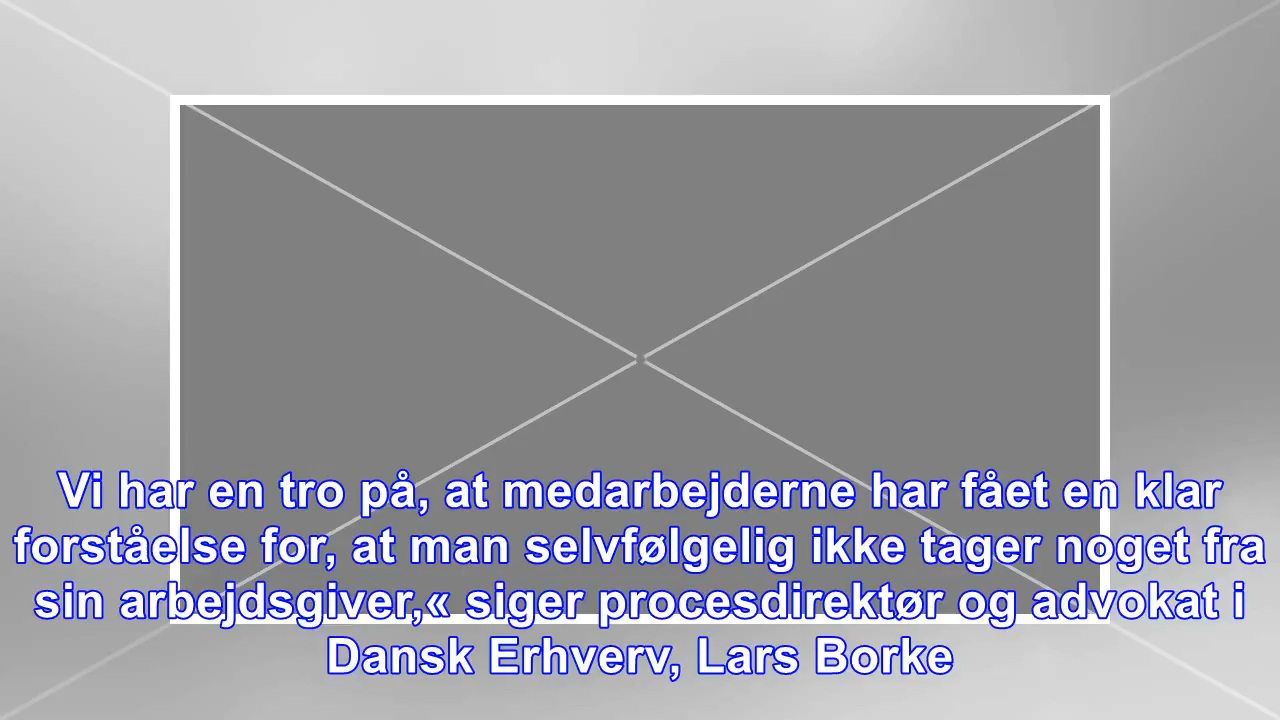 Vi har en tro på, at medarbejderne har fået en klar
forståelse for, at man selvfølgelig ikke tager noget fra
sin arbejdsgiver,« siger procesdirektør og advokat i
Dansk Erhverv, Lars Borke